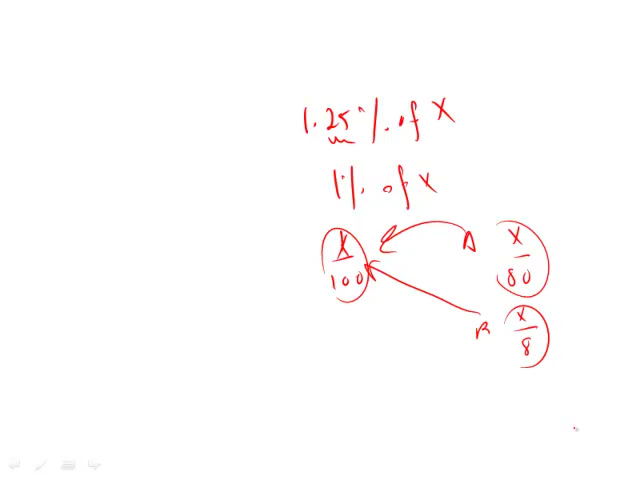 1.25% of X
1% of X
X/100 A X/80
B X/8